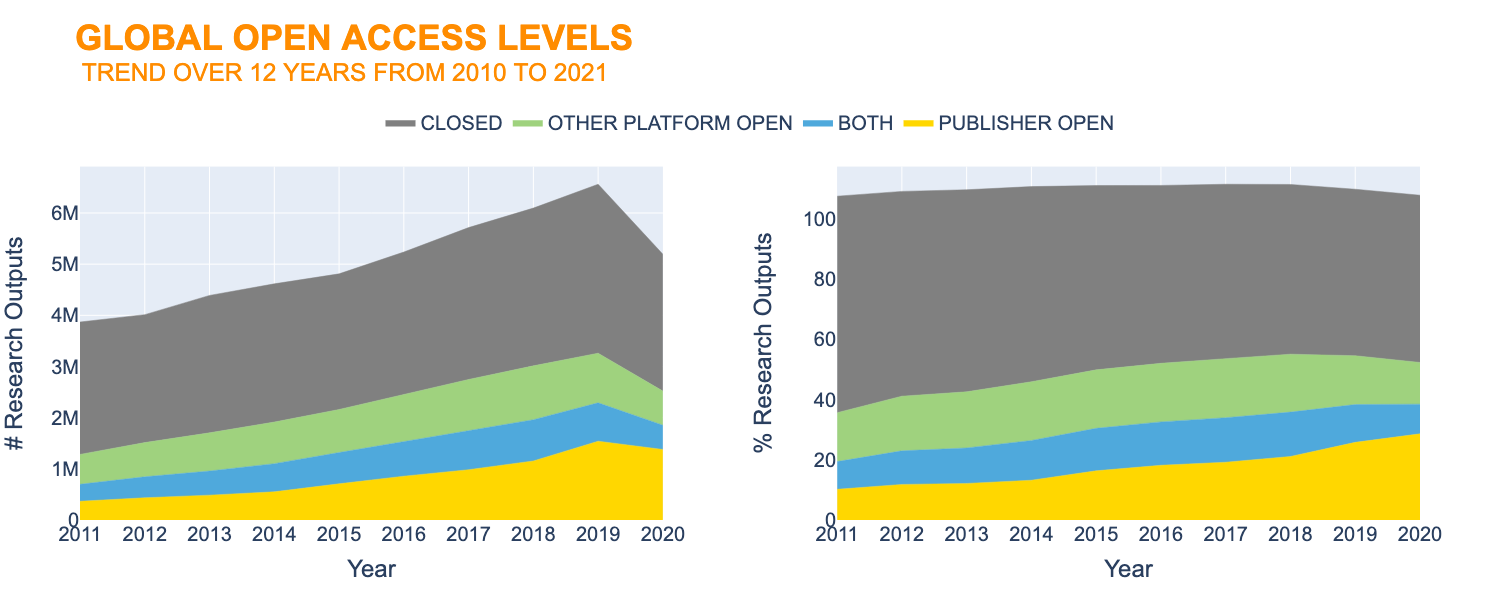 GLOBAL OPEN ACCESS LEVELS
TREND OVER 12 YEARS FROM 2010 TO 2021
CLOSED OTHER PLATFORM OPEN BOTH PUBLISHER OPEN
# Research Outputs
6M
5M
4M
3M
2M
1M
0
2011 2012 2013 2014 2015 2016 2017 2018 2019 2020
Year
% Research Outputs
100
80
60
40
20
0
2011 2012 2013 2014 2015 2016 2017 2018 2019 2020
Year